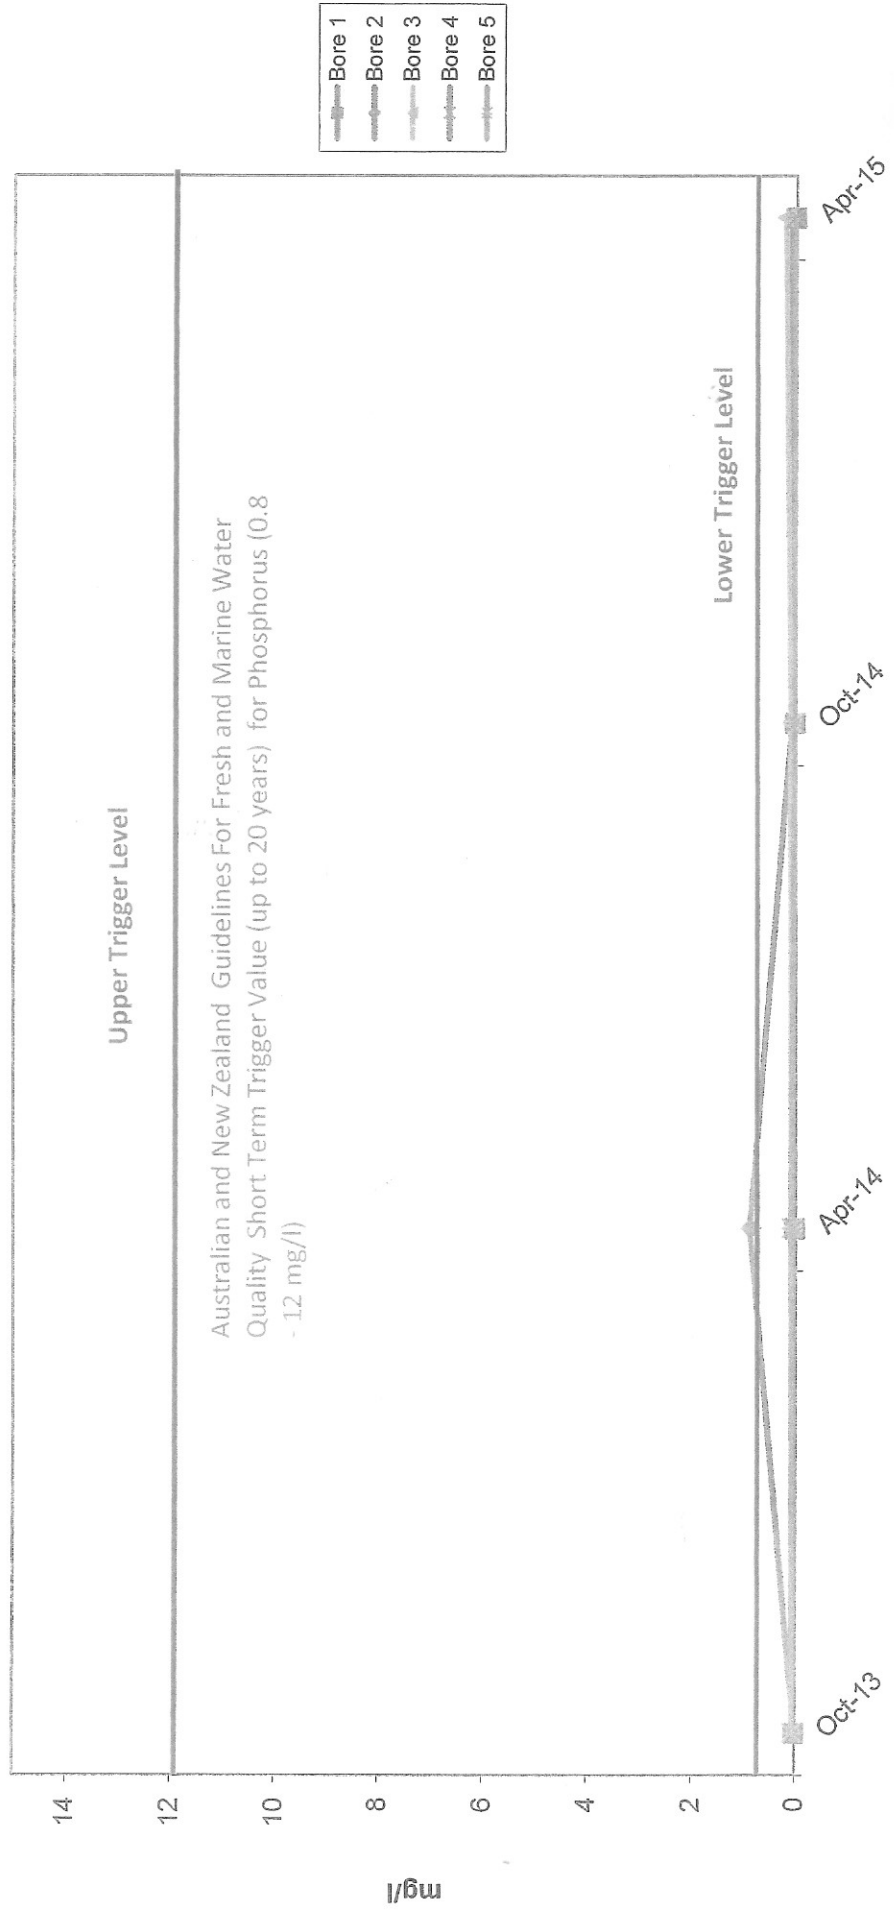 mg/l
14
12
10
8
6
4
2
0
Upper Trigger Level
Australian and New Zealand Guidelines For Fresh and Marine Water
Quality Short Term Trigger Value (up to 20 years) for Phosphorus (0.8
- 12 mg/l)
Lower Trigger Level
Oct-13
Apr-14
Oct-14
Apr-15
Bore 1
Bore 2
Bore 3
Bore 4
Bore 5